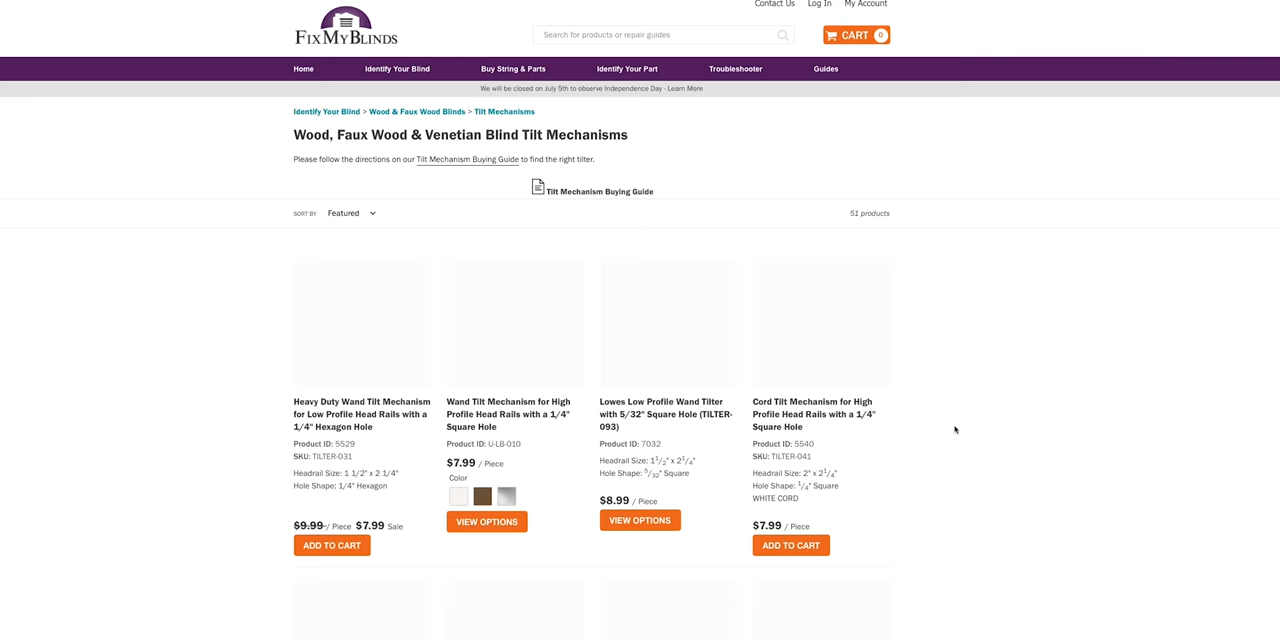 Contact Us Log In My Account
FIXMYBLINDS
Search for products or repair guides
CART 0
Home Identify Your Blind Buy String & Parts Identify Your Part Troubleshooter Guides
We will be closed on July 5th to observe Independence Day - Learn More
Identify Your Blind > Wood & Faux Wood Blinds > Tilt Mechanisms
Wood, Faux Wood & Venetian Blind Tilt Mechanisms
Please follow the directions on our Tilt Mechanism Buying Guide to find the right tilter.
Tilt Mechanism Buying Guide
SORT BY Featured
51 products
Heavy Duty Wand Tilt Mechanism
for Low Profile Head Rails with a
1/4" Hexagon Hole
Product ID: 5529
SKU: TILTER-031
Headrail Size: 1 1/2" x 2 1/4"
Hole Shape: 1/4" Hexagon
$9.99 / Piece $7.99 Sale
ADD TO CART
Wand Tilt Mechanism for High
Profile Head Rails with a 1/4"
Square Hole
Product ID: U-LB-010
$7.99 / Piece
Color
VIEW OPTIONS
Lowes Low Profile Wand Tilter
with 5/32" Square Hole (TILTER-
093)
Product ID: 7032
Headrail Size: 1 1/2" x 2 1/4"
Hole Shape: 5/32" Square
$8.99 / Piece
VIEW OPTIONS
Cord Tilt Mechanism for High
Profile Head Rails with a 1/4"
Square Hole
Product ID: 5540
SKU: TILTER-041
Headrail Size: 2" x 2 1/4"
Hole Shape: 1/4" Square
WHITE CORD
$7.99 / Piece
ADD TO CART